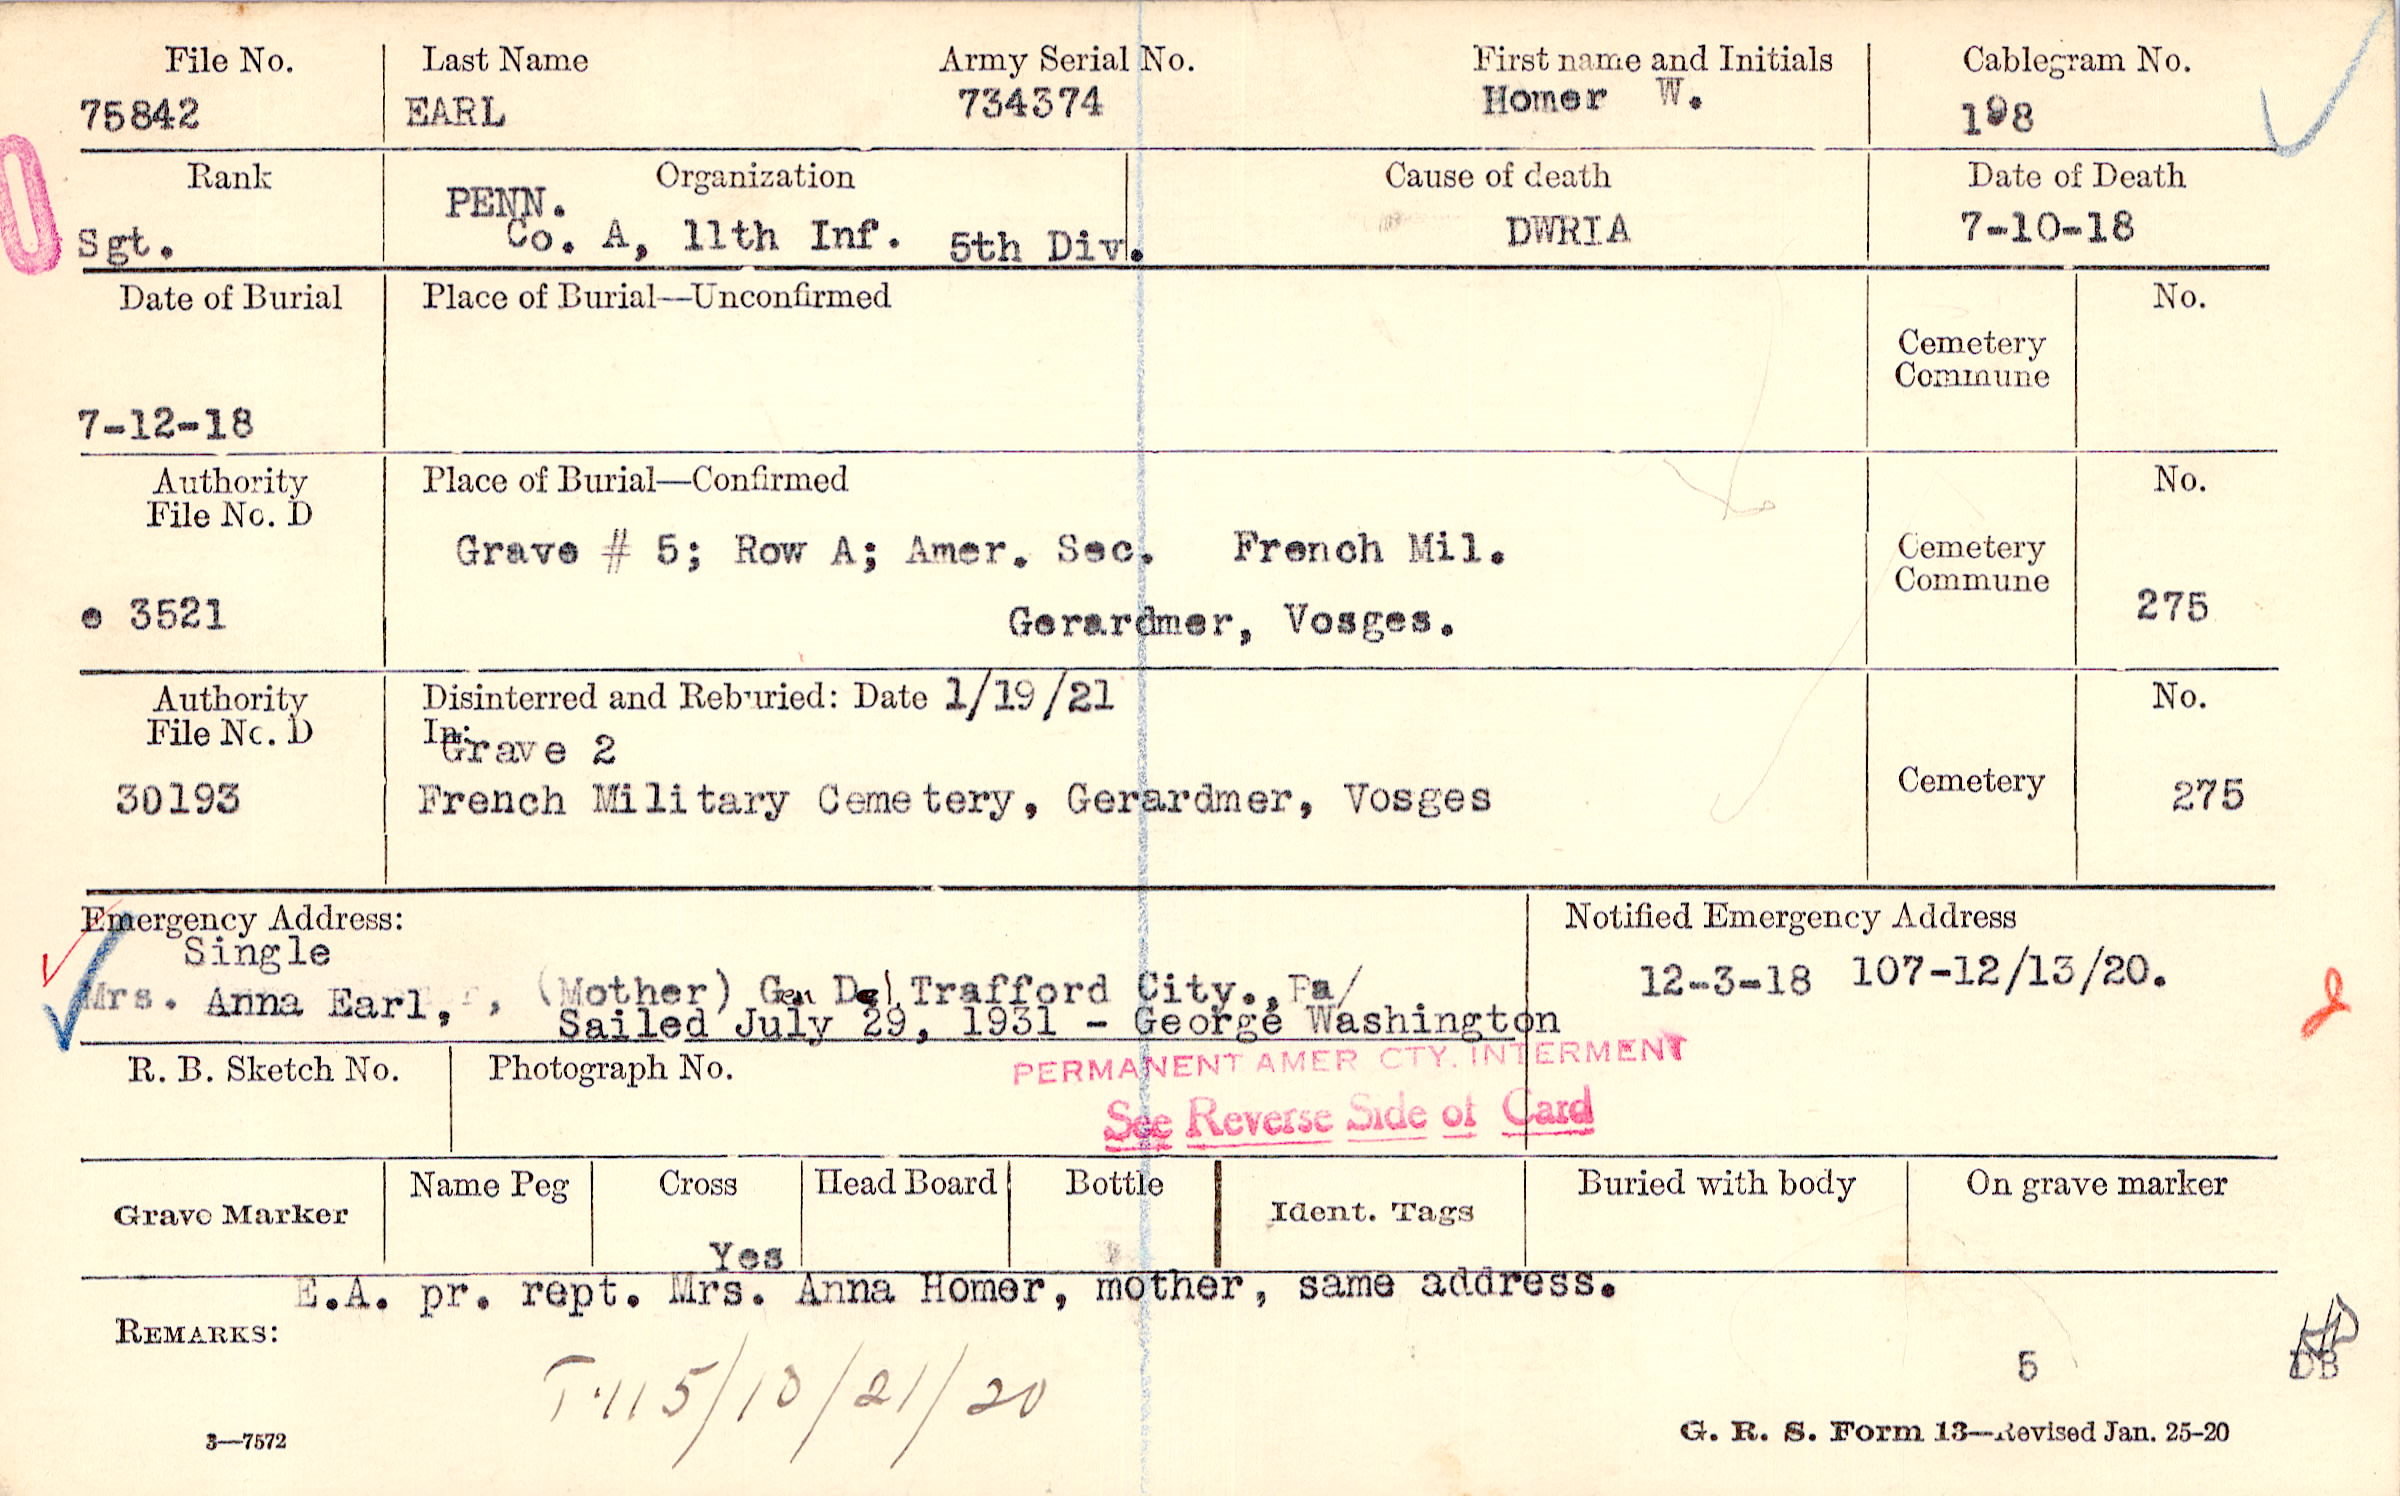 File No. Last Name Army Serial No. First name and Initials Cablegram No.
75842 EARL 734374 Homer W. 198
Rank Organization Cause of death Date of Death
PENN.
Sgt. Co. A, 11th Inf. 5th Div. DWRIA 7-10-18
Date of Burial Place of Burial—Unconfirmed No.
Cemetery
Commune
7-12-18
Authority Place of Burial—Confirmed No.
File No. D
Grave # 5; Row A; Amer. Sec. French Mil. Cemetery
Commune
e 3521 Gerardmer, Vosges. 275
Authority Disinterred and Reburied: Date 1/19/21 No.
File No. D In:
Grave 2
30193 French Military Cemetery, Gerardmer, Vosges Cemetery 275
Emergency Address: Notified Emergency Address
Single
Mrs. Anna Earl, , (Mother) Gen Del, Trafford City., Pa/ 12-3-18 107-12/13/20.
Sailed July 29, 1931 - George Washington
R. B. Sketch No. Photograph No. PERMANENT AMER CTY. INTERMENT
See Reverse Side of Card
Grave Marker Name Peg Cross Head Board Bottle Ident. Tags Buried with body On grave marker
Yes
E.A. pr. rept. Mrs. Anna Homer, mother, same address.
REMARKS:
5 DB
T.115/10/21/20
3—7572 G. R. S. Form 13—Revised Jan. 25-20